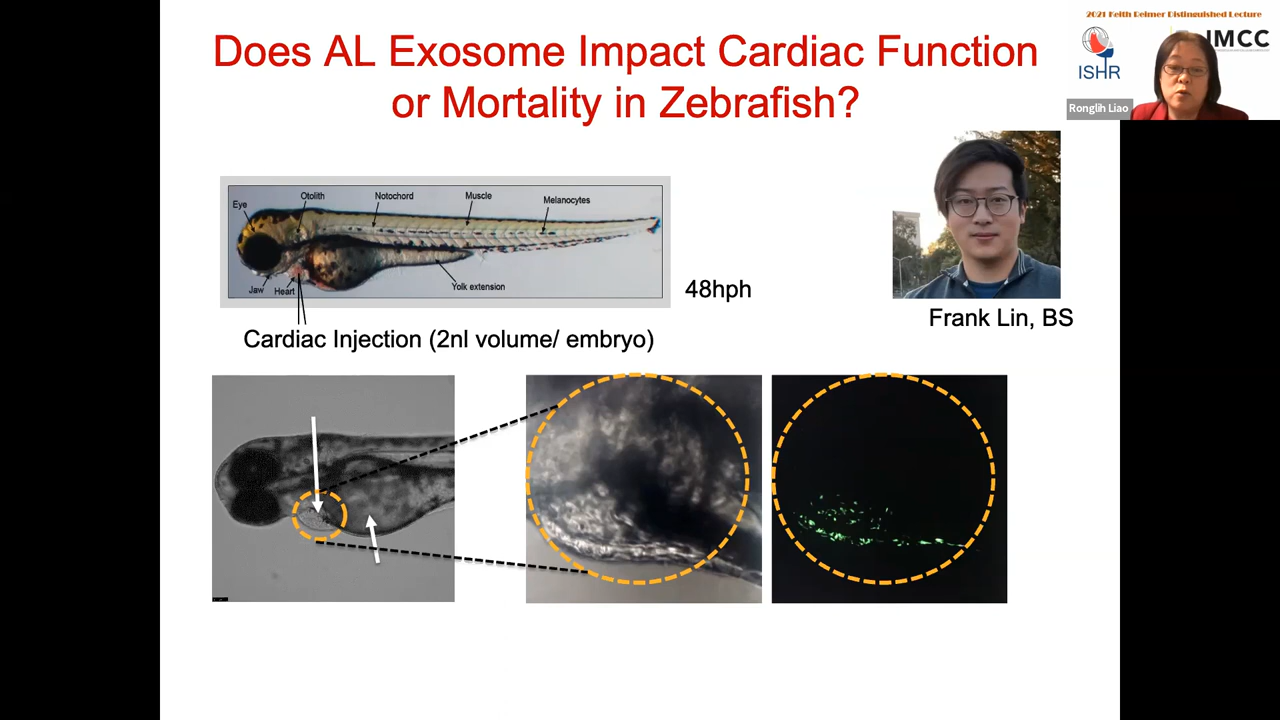 2021 Keith Reimer Distinguished Lecture
Does AL Exosome Impact Cardiac Function
or Mortality in Zebrafish?
JMCC
ISHR
Ronglih Liao
Eye
Otolith
Notochord
Muscle
Melanocytes
Jaw
Heart
Yolk extension
48hph
Cardiac Injection (2nl volume/ embryo)
Frank Lin, BS